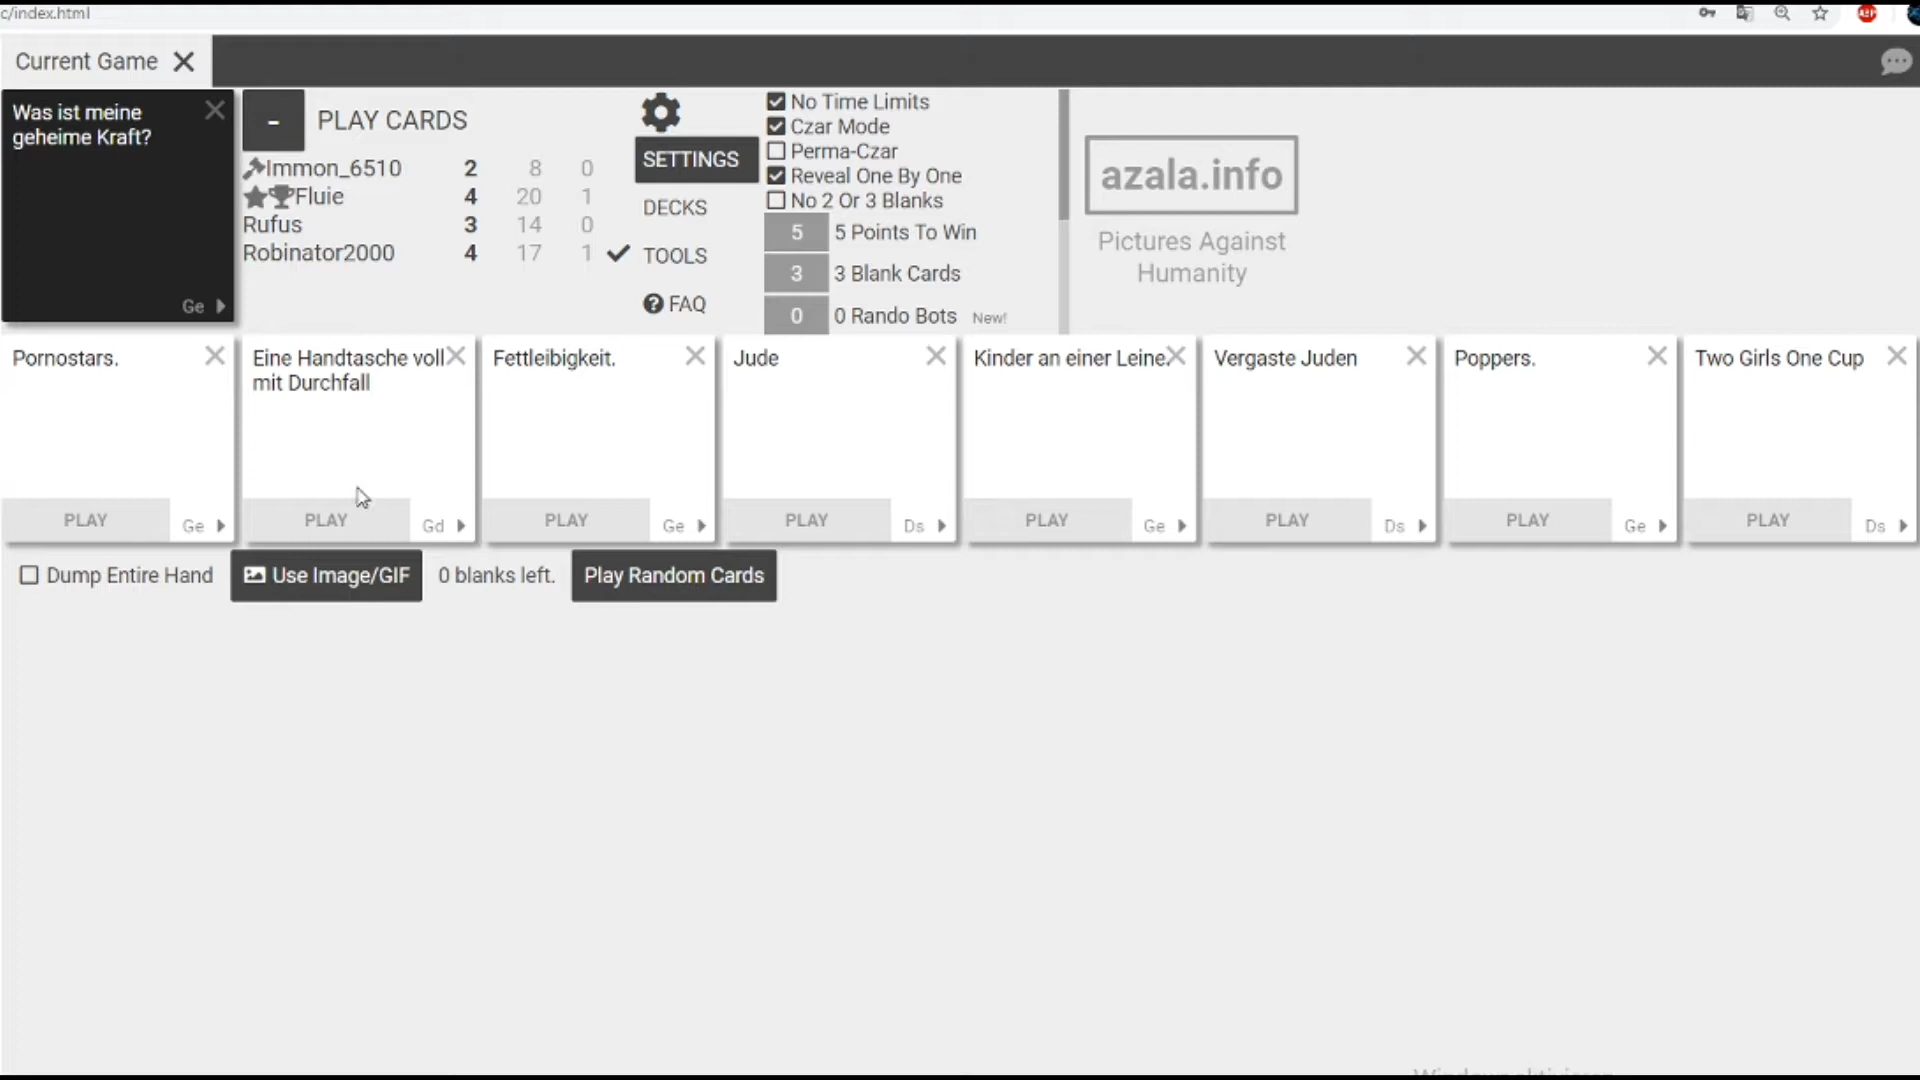 c/index.html
Current Game
Was ist meine
geheime Kraft?
Ge
-
PLAY CARDS
Immon_6510 2 8 0
Fluie 4 20 1
Rufus 3 14 0
Robinator2000 4 17 1
SETTINGS
DECKS
TOOLS
FAQ
No Time Limits
Czar Mode
Perma-Czar
Reveal One By One
No 2 Or 3 Blanks
5 5 Points To Win
3 3 Blank Cards
0 0 Rando Bots New!
azala.info
Pictures Against
Humanity
ABP
Pornostars.
PLAY Ge
Eine Handtasche voll
mit Durchfall
PLAY Gd
Fettleibigkeit.
PLAY Ge
Jude
PLAY Ds
Kinder an einer Leine.
PLAY Ge
Vergaste Juden
PLAY Ds
Poppers.
PLAY Ge
Two Girls One Cup
PLAY Ds
Dump Entire Hand
Use Image/GIF
0 blanks left.
Play Random Cards